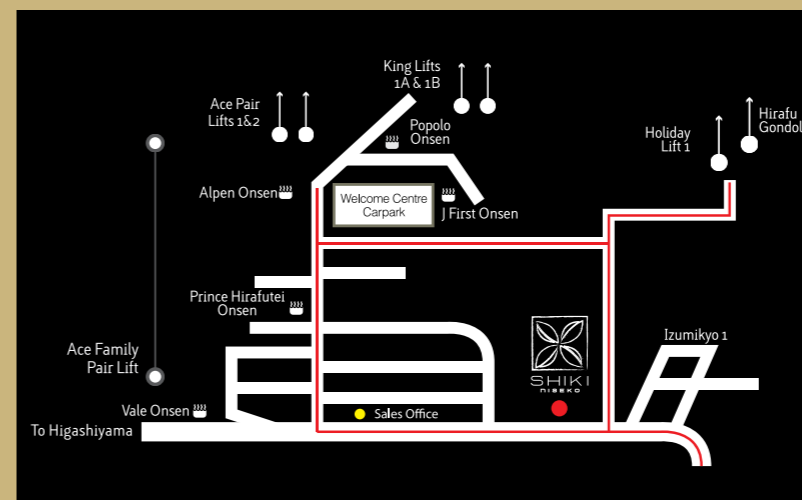 King Lifts
1A & 1B
Ace Pair
Lifts 1&2
Popolo
Onsen
Hirafu
Gondol
Holiday
Lift 1
Alpen Onsen
Welcome Centre
Carpark
J First Onsen
Prince Hirafutei
Onsen
Izumikyo 1
Ace Family
Pair Lift
SHIKI
NISEKO
Vale Onsen
Sales Office
To Higashiyama